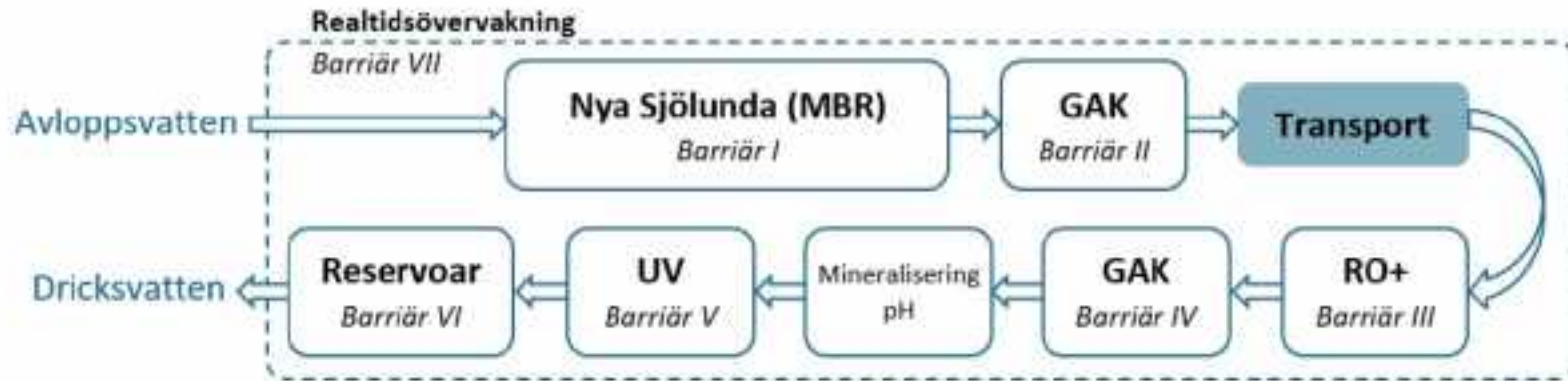 Realtidsövervakning
Barriär VII
Avloppsvatten
Nya Sjölunda (MBR)
Barriär I
GAK
Barriär II
Transport
RO+
Barriär III
GAK
Barriär IV
Mineralisering
pH
UV
Barriär V
Reservoar
Barriär VI
Dricksvatten